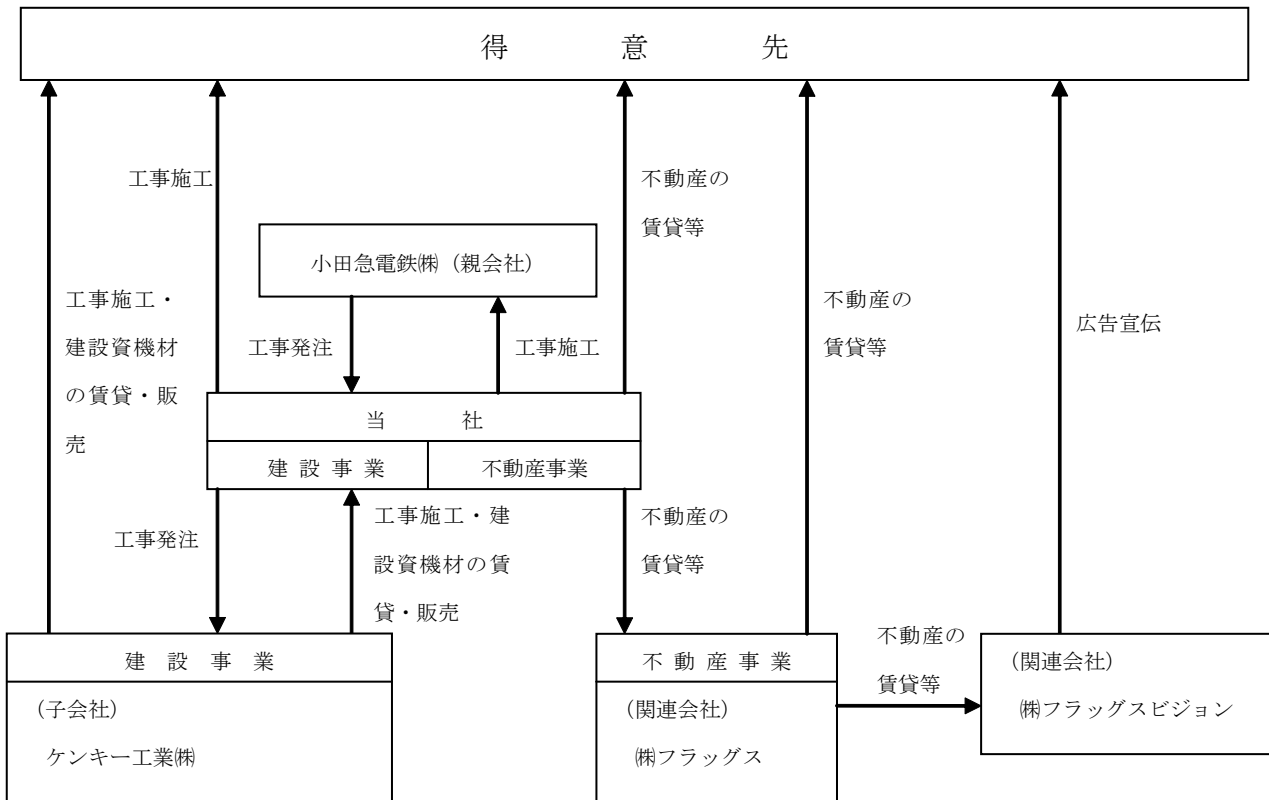 得意先
工事施工
不動産の
賃貸等
小田急電鉄㈱（親会社）
工事施工・
建設資機材
の賃貸・販
売
工事発注
工事施工
不動産の
賃貸等
広告宣伝
当社
建設事業
不動産事業
工事発注
工事施工・建
設資機材の賃
貸・販売
不動産の
賃貸等
建設事業
(子会社)
ケンキー工業㈱
不動産事業
(関連会社)
㈱フラッグス
不動産の
賃貸等
(関連会社)
㈱フラッグスビジョン